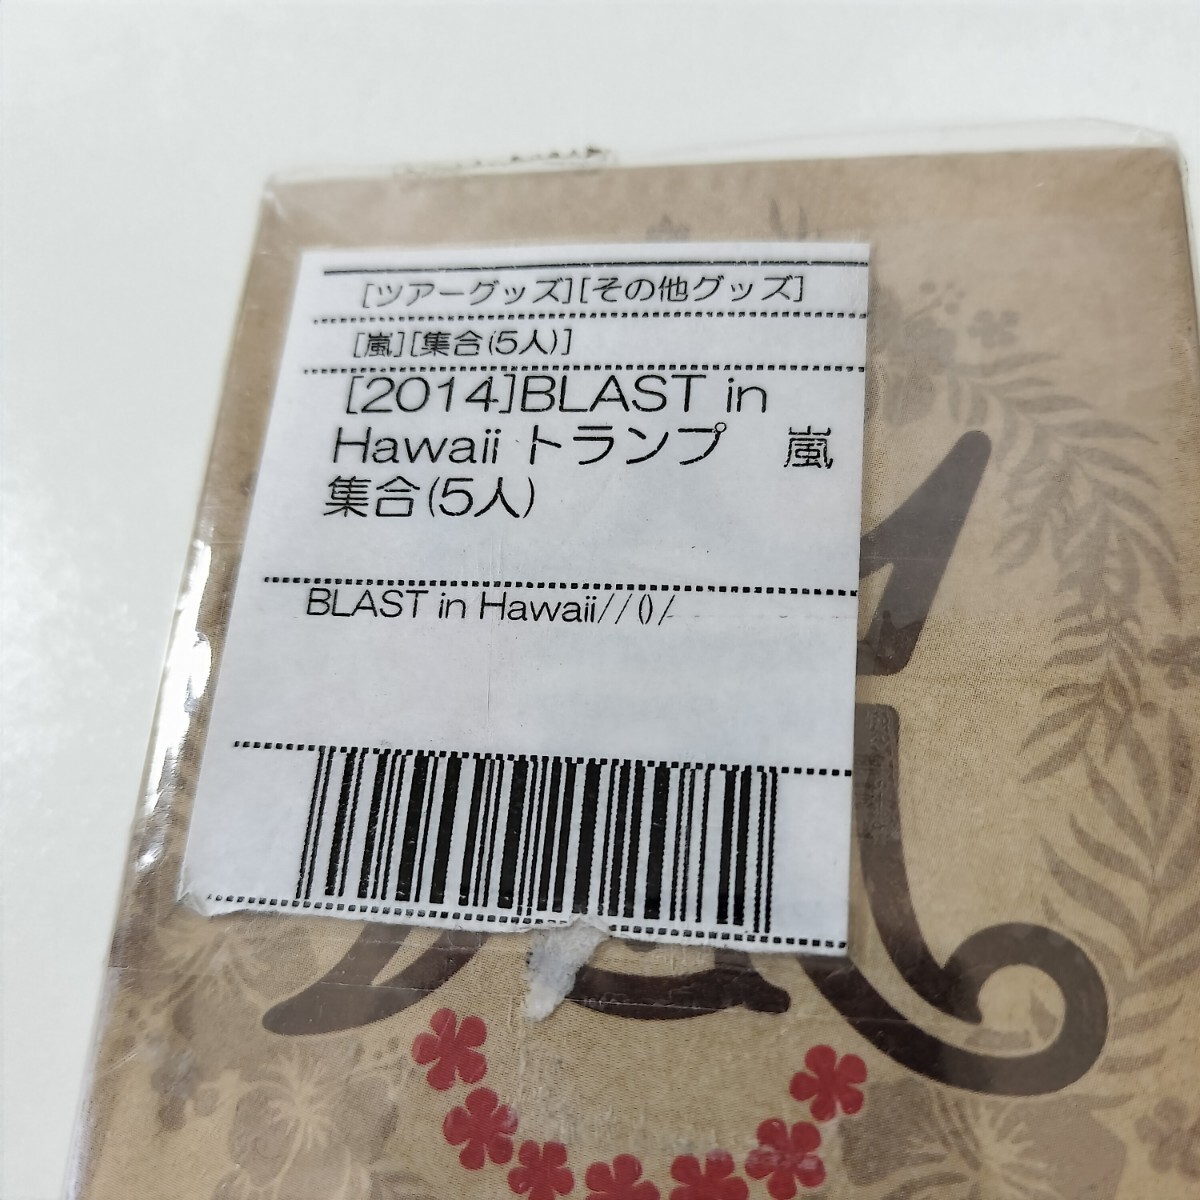 [ツアーグッズ][その他グッズ]
[嵐][集合(5人)]
[2014]BLAST in
Hawaii トランプ 嵐
集合(5人)
BLAST in Hawaii//()/